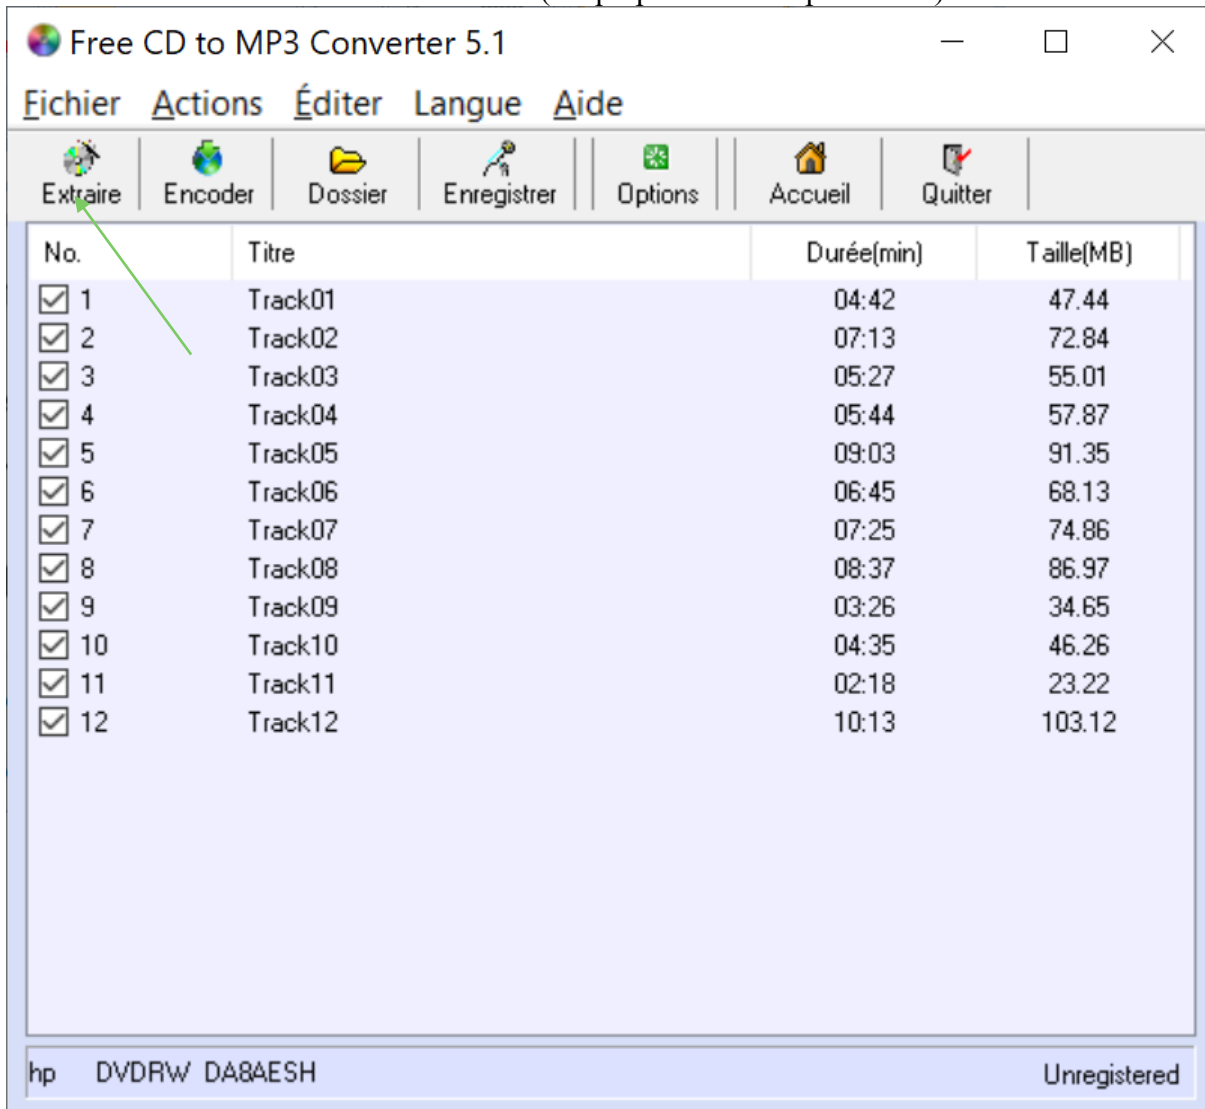 Free CD to MP3 Converter 5.1
Fichier Actions Éditer Langue Aide
Extraire Encoder Dossier Enregistrer Options Accueil Quitter
No. Titre Durée(min) Taille(MB)
1 Track01 04:42 47.44
2 Track02 07:13 72.84
3 Track03 05:27 55.01
4 Track04 05:44 57.87
5 Track05 09:03 91.35
6 Track06 06:45 68.13
7 Track07 07:25 74.86
8 Track08 08:37 86.97
9 Track09 03:26 34.65
10 Track10 04:35 46.26
11 Track11 02:18 23.22
12 Track12 10:13 103.12
hp DVDRW DA8AESH Unregistered